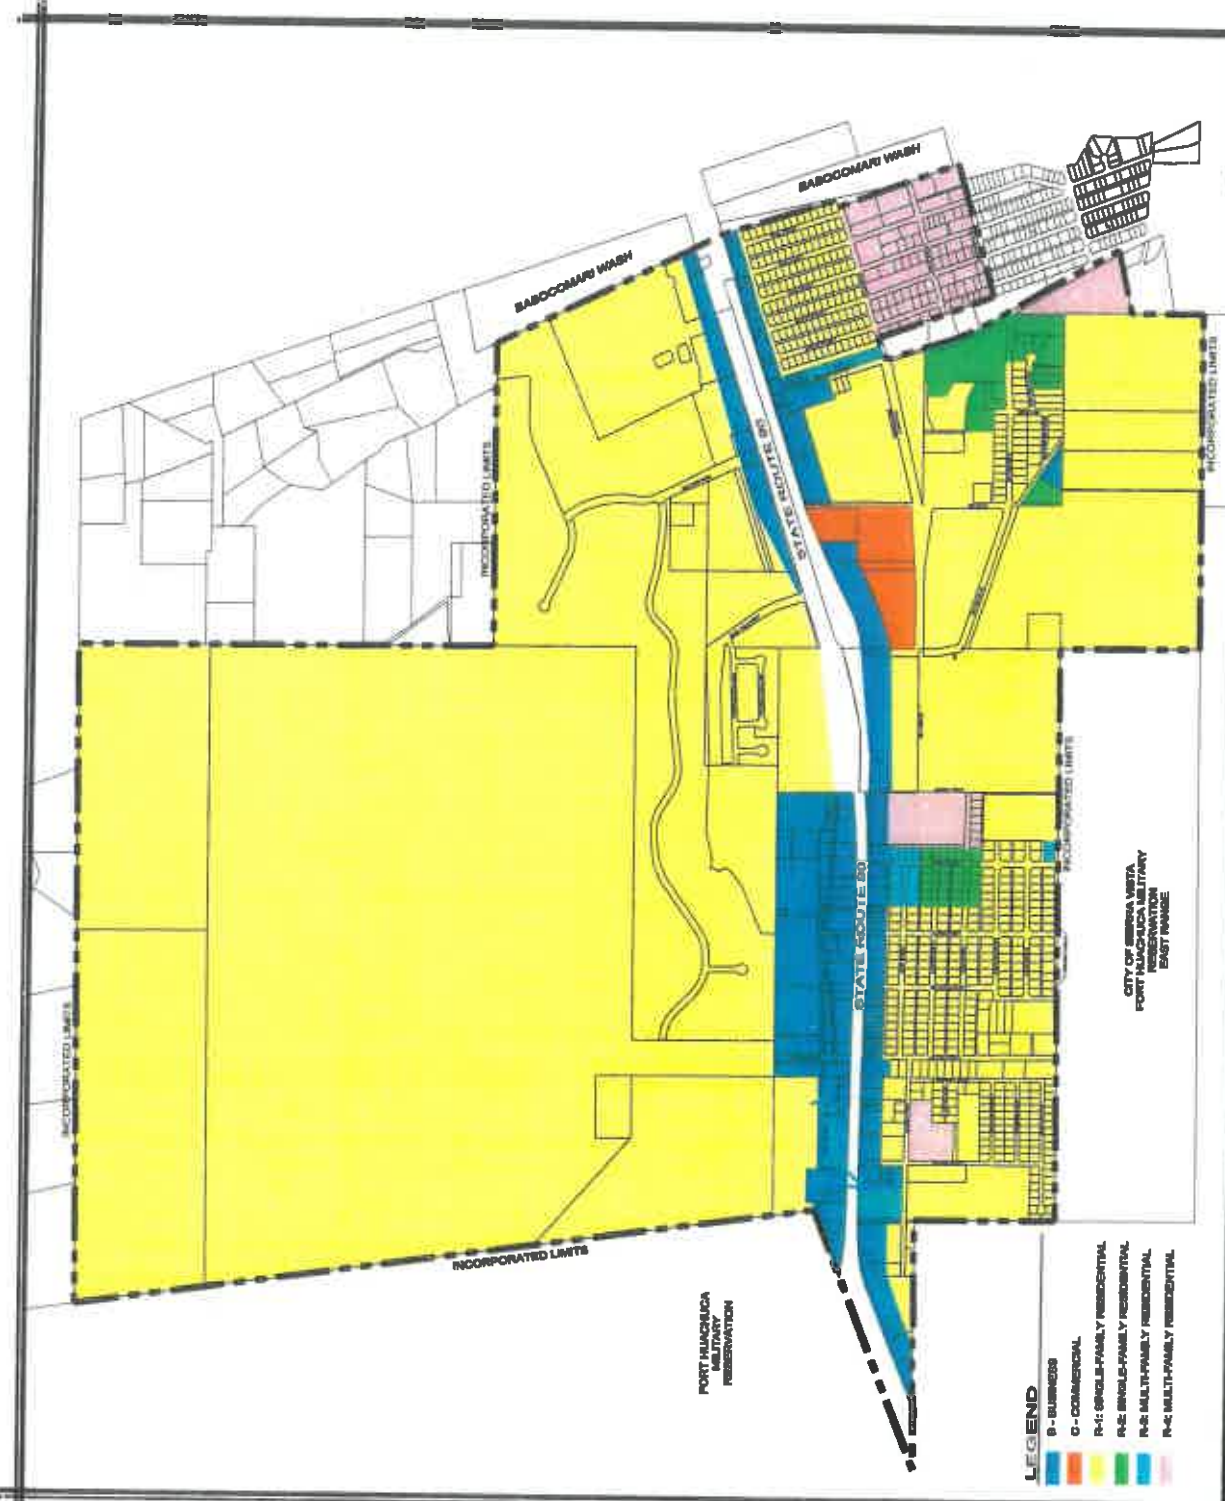 BABOCOMARI WASH
BABOCOMARI WASH
INCORPORATED LIMITS
STATE ROUTE 90
INCORPORATED LIMITS
INCORPORATED LIMITS
INCORPORATED LIMITS
STATE ROUTE 90
CITY OF SIERRA VISTA
FORT HUACHUCA MILITARY
RESERVATION
EAST RANGE
INCORPORATED LIMITS
FORT HUACHUCA
MILITARY
RESERVATION
LEGEND
B - BUSINESS
C - COMMERCIAL
R-1: SINGLE-FAMILY RESIDENTIAL
R-2: SINGLE-FAMILY RESIDENTIAL
R-3: MULTI-FAMILY RESIDENTIAL
R-4: MULTI-FAMILY RESIDENTIAL